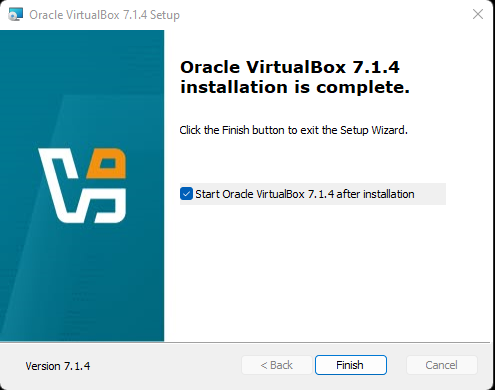 Oracle VirtualBox 7.1.4 Setup
Oracle VirtualBox 7.1.4
installation is complete.
Click the Finish button to exit the Setup Wizard.
Start Oracle VirtualBox 7.1.4 after installation
Version 7.1.4
< Back
Finish
Cancel